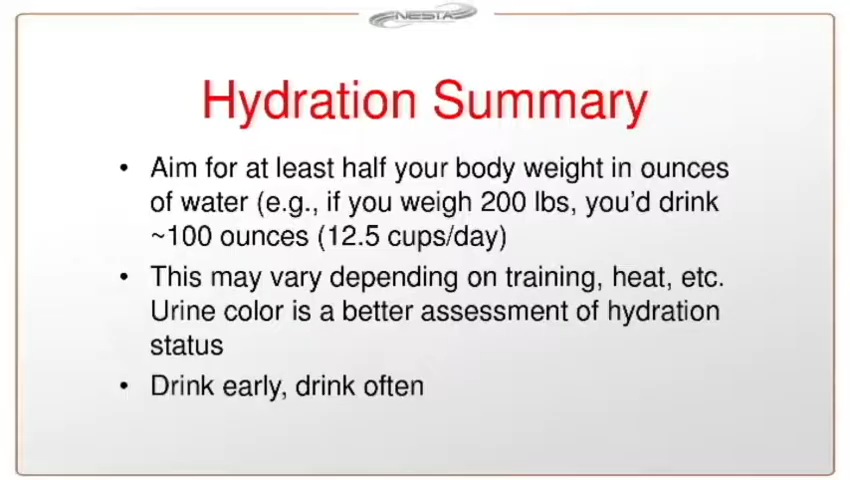 NESTA
Hydration Summary
• Aim for at least half your body weight in ounces
of water (e.g., if you weigh 200 lbs, you'd drink
~100 ounces (12.5 cups/day)
• This may vary depending on training, heat, etc.
Urine color is a better assessment of hydration
status
• Drink early, drink often